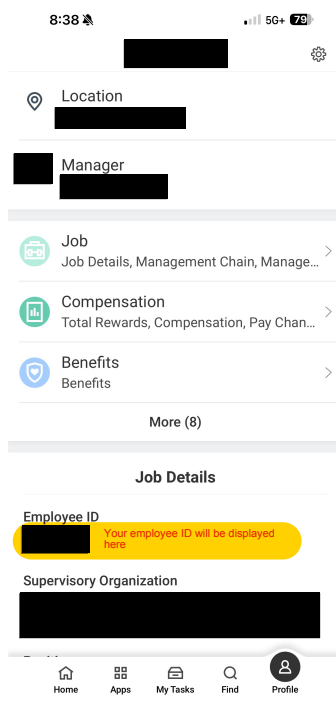 8:38
5G+ 79
Location
Manager
Job
Job Details, Management Chain, Manage...
Compensation
Total Rewards, Compensation, Pay Chan...
Benefits
Benefits
More (8)
Job Details
Employee ID
Your employee ID will be displayed
here
Supervisory Organization
Home Apps My Tasks Find Profile